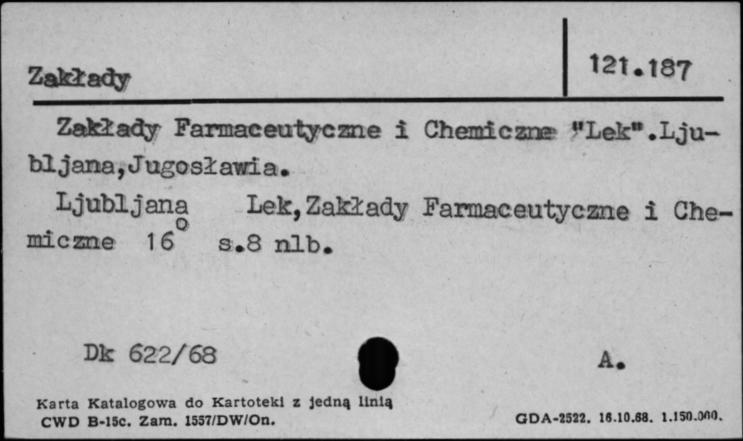 Zakłady
121.187
Zakłady Farmaceutyczne i Chemiczne "Lek".Lju-
bljana,Jugosławia.
Ljubljana Lek,Zakłady Farmaceutyczne i Che-
miczne 16° s.8 nlb.
Dk 622/68
A.
Karta Katalogowa do Kartoteki z jedną linią
CWD B-15c. Zam. 1557/DW/On.
GDA-2522. 16.10.68. 1.150.000.